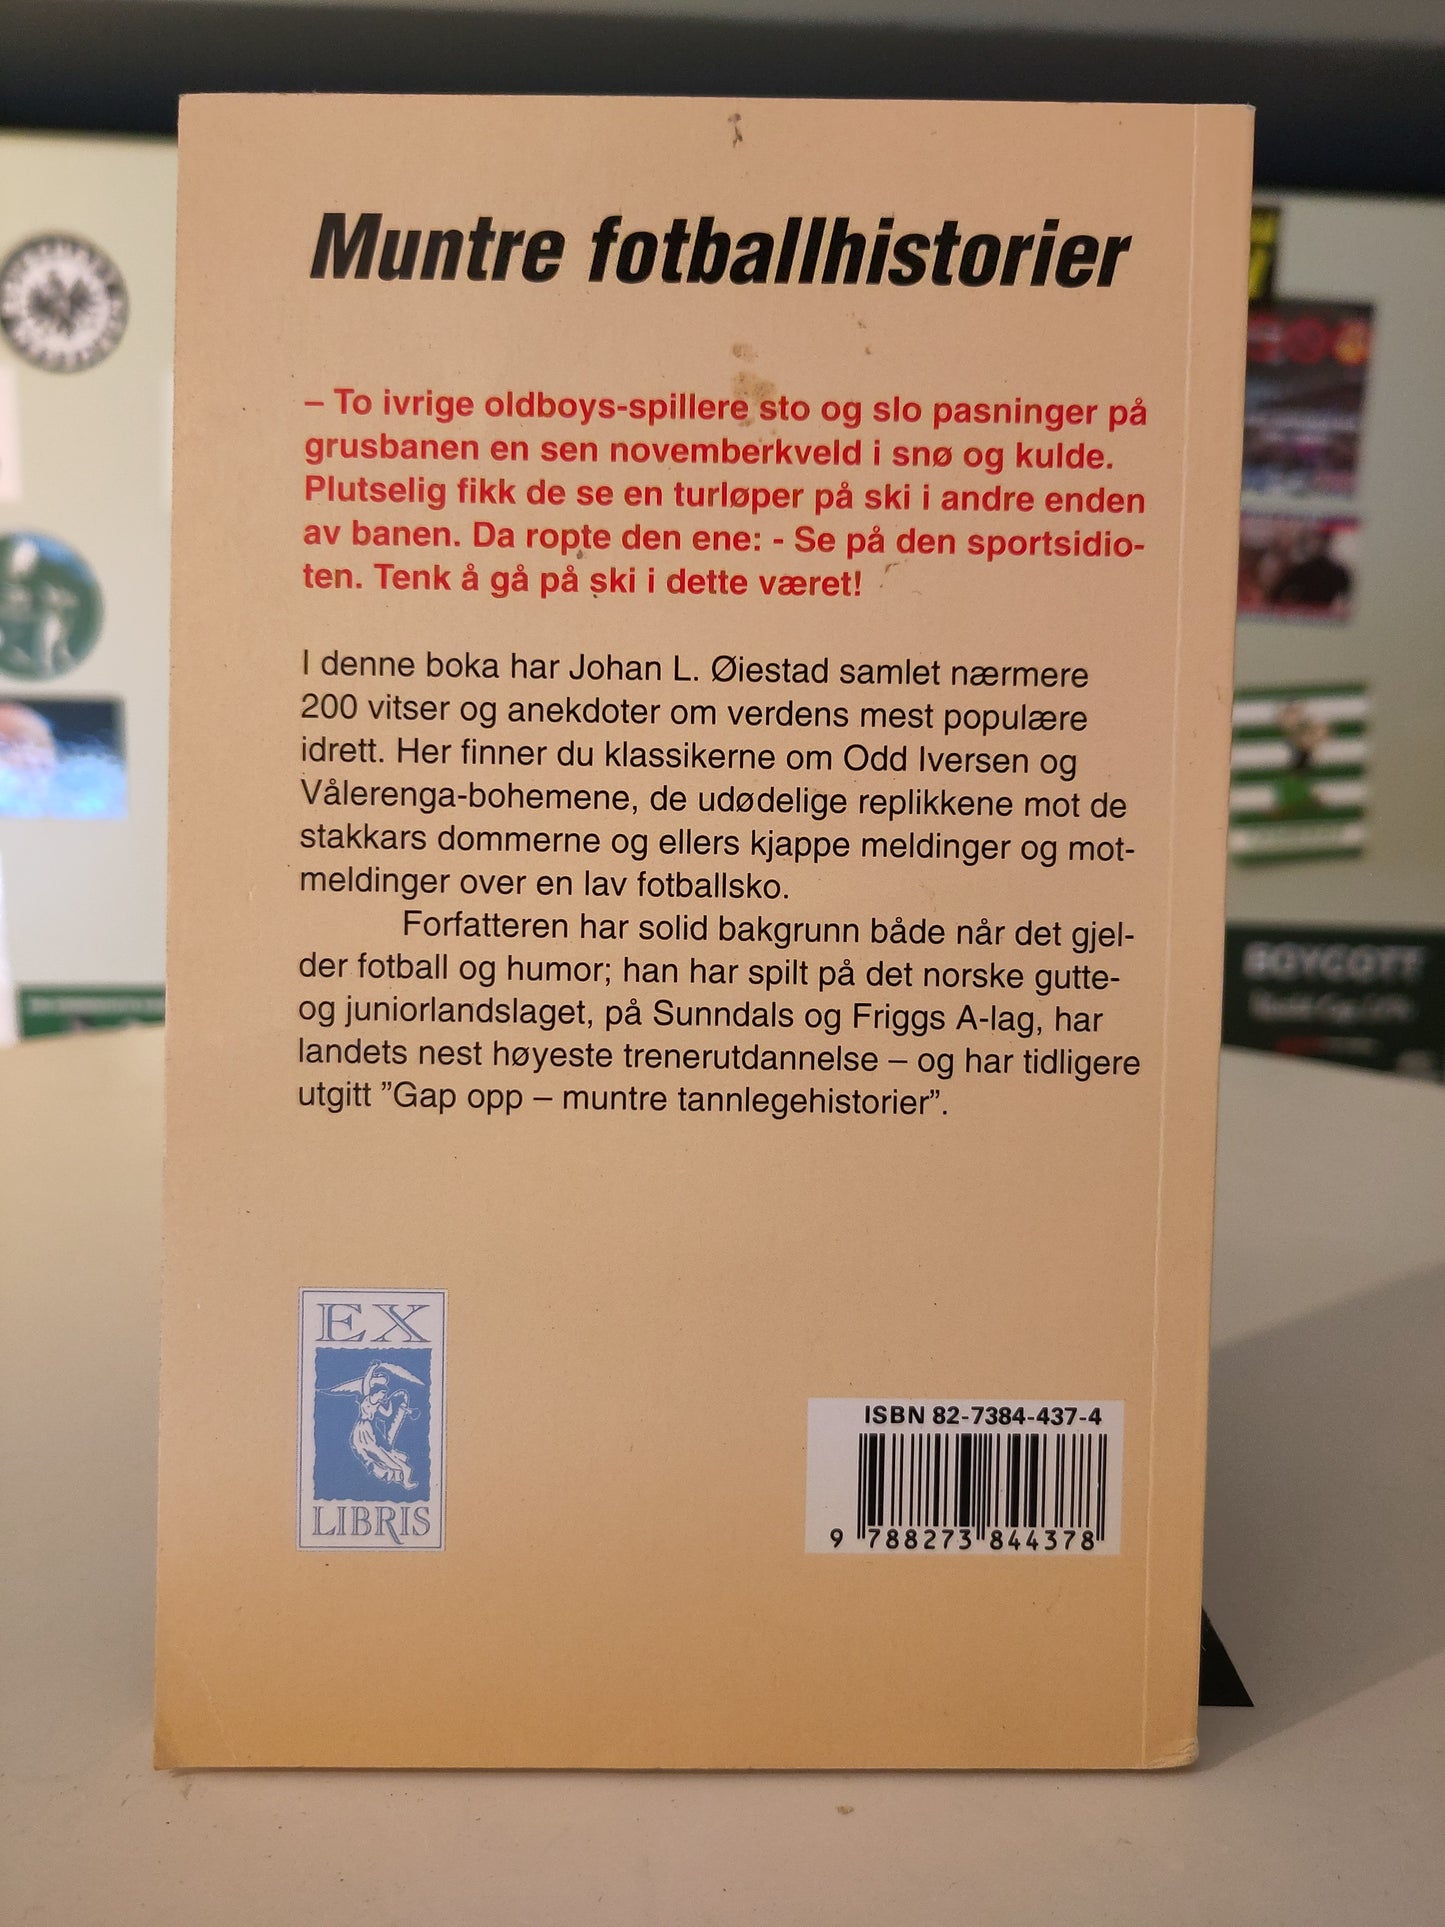 Muntre fotballhistorier
– To ivrige oldboys-spillere sto og slo pasninger på
grusbanen en sen novemberkveld i snø og kulde.
Plutselig fikk de se en turløper på ski i andre enden
av banen. Da ropte den ene: - Se på den sportsidio-
ten. Tenk å gå på ski i dette været!
I denne boka har Johan L. Øiestad samlet nærmere
200 vitser og anekdoter om verdens mest populære
idrett. Her finner du klassikerne om Odd Iversen og
Vålerenga-bohemene, de udødelige replikkene mot de
stakkars dommerne og ellers kjappe meldinger og mot-
meldinger over en lav fotballsko.
Forfatteren har solid bakgrunn både når det gjel-
der fotball og humor; han har spilt på det norske gutte-
og juniorlandslaget, på Sunndals og Friggs A-lag, har
landets nest høyeste trenerutdannelse – og har tidligere
utgitt ”Gap opp – muntre tannlegehistorier”.
EX
LIBRIS
ISBN 82-7384-437-4
9 788273 844378
BOYCOTT